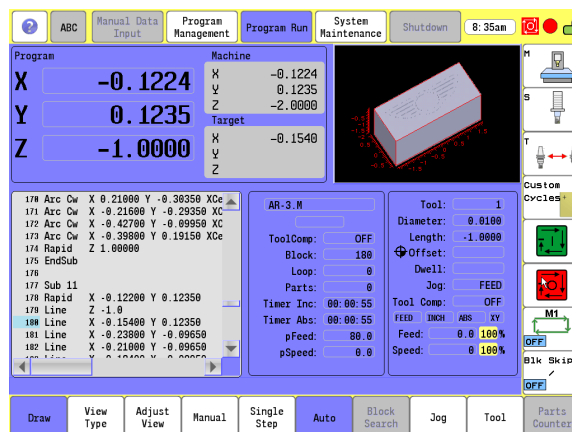 ?
ABC
Manual Data Input
Program Management
Program Run
System Maintenance
Shutdown
8:35am
Program
X -0.1224
Y 0.1235
Z -1.0000
Machine
X -0.1224
Y 0.1235
Z -2.0000
Target
X -0.1540
Y
Z
170 Arc Cw X 0.21000 Y -0.30350 XCe
171 Arc Cw X -0.21600 Y -0.29350 XC
172 Arc Cw X -0.42700 Y -0.09950 XC
173 Arc Cw X -0.39800 Y 0.19150 XCe
174 Rapid Z 1.00000
175 EndSub
176
177 Sub 11
178 Rapid X -0.12200 Y 0.12350
179 Line Z -1.0
180 Line X -0.15400 Y 0.12350
181 Line X -0.23800 Y -0.09650
182 Line X -0.21000 Y -0.09650
AR-3.M
ToolComp: OFF
Block: 180
Loop: 0
Parts: 0
Timer Inc: 00:00:55
Timer Abs: 00:00:55
pFeed: 80.0
pSpeed: 0.0
Tool: 1
Diameter: 0.0100
Length: -1.0000
Offset:
Dwell:
Jog: FEED
Tool Comp: OFF
FEED INCH ABS XY
Feed: 0.0 100%
Speed: 0.0 100%
M
S
T
Custom
Cycles +
M1
OFF
Blk Skip
/
OFF
Draw
View Type
Adjust View
Manual
Single Step
Auto
Block Search
Jog
Tool
Parts Counter